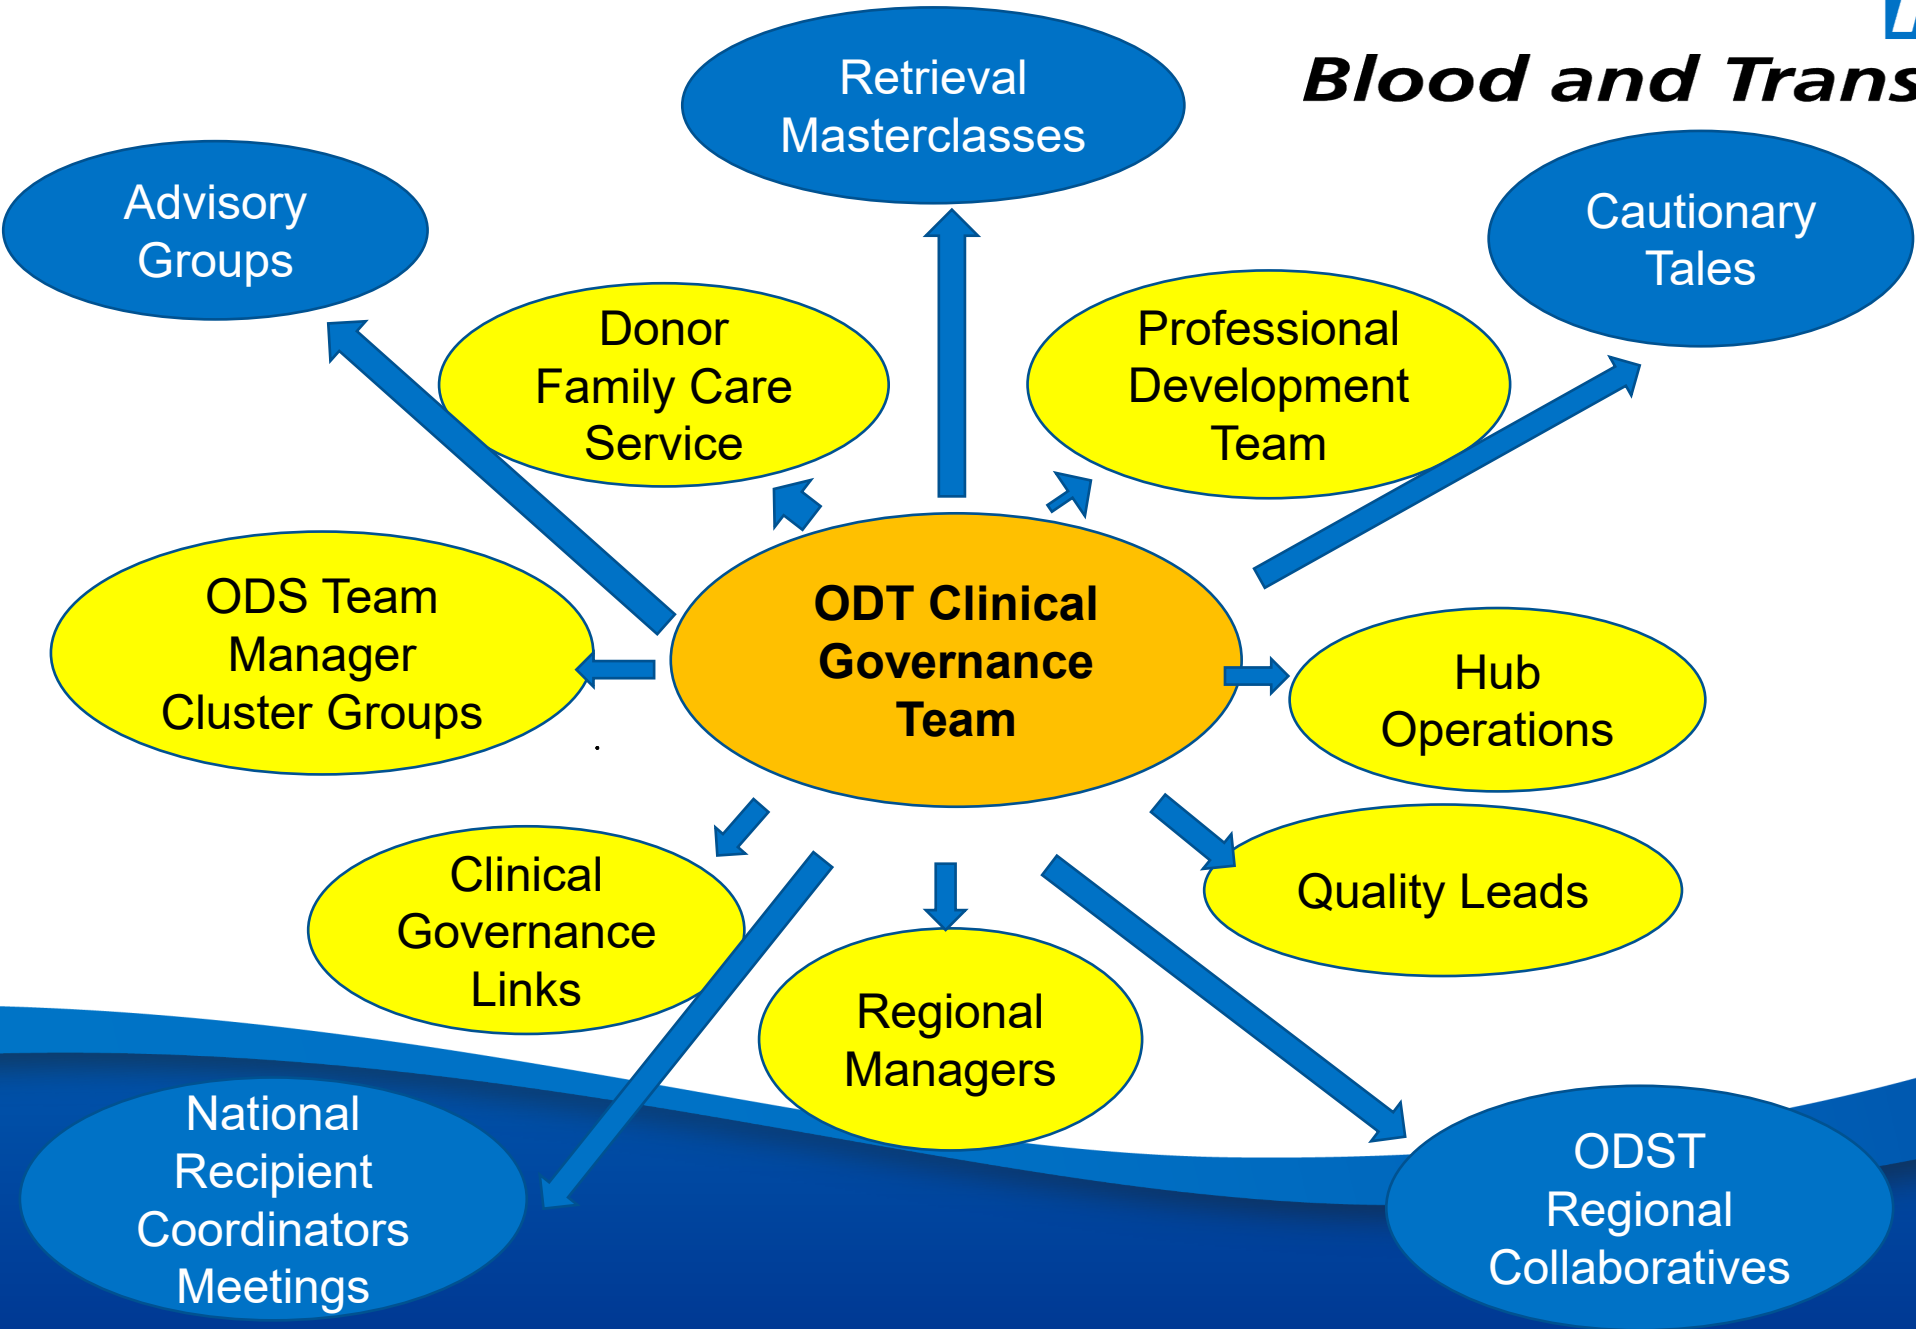 Blood and Trans
Retrieval
Masterclasses
Advisory
Groups
Cautionary
Tales
Donor
Family Care
Service
Professional
Development
Team
ODS Team
Manager
Cluster Groups
ODT Clinical
Governance
Team
Hub
Operations
Clinical
Governance
Links
Quality Leads
Regional
Managers
National
Recipient
Coordinators
Meetings
ODST
Regional
Collaboratives